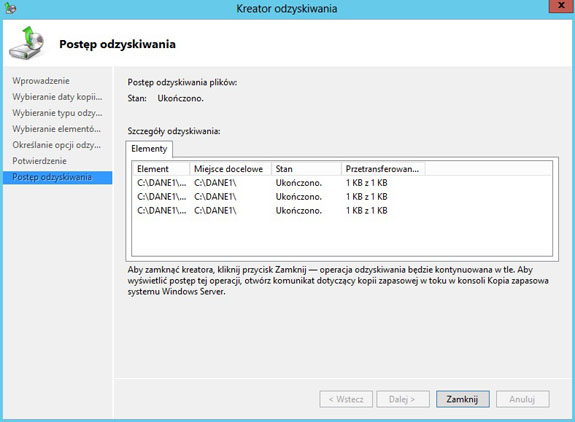 Kreator odzyskiwania
x
Postęp odzyskiwania
Wprowadzenie
Wybieranie daty kopii...
Wybieranie typu odzy...
Wybieranie elementó...
Określanie opcji odzy...
Potwierdzenie
Postęp odzyskiwania
Postęp odzyskiwania plików:
Stan: Ukończono.
Szczegóły odzyskiwania:
Elementy
Element Miejsce docelowe Stan Przetransferowan...
C:\DANE1\... C:\DANE1\ Ukończono. 1 KB z 1 KB
C:\DANE1\... C:\DANE1\ Ukończono. 1 KB z 1 KB
C:\DANE1\... C:\DANE1\ Ukończono. 1 KB z 1 KB
Aby zamknąć kreatora, kliknij przycisk Zamknij — operacja odzyskiwania będzie kontynuowana w tle. Aby
wyświetlić postęp tej operacji, otwórz komunikat dotyczący kopii zapasowej w toku w konsoli Kopia zapasowa
systemu Windows Server.
< Wstecz Dalej > Zamknij Anuluj